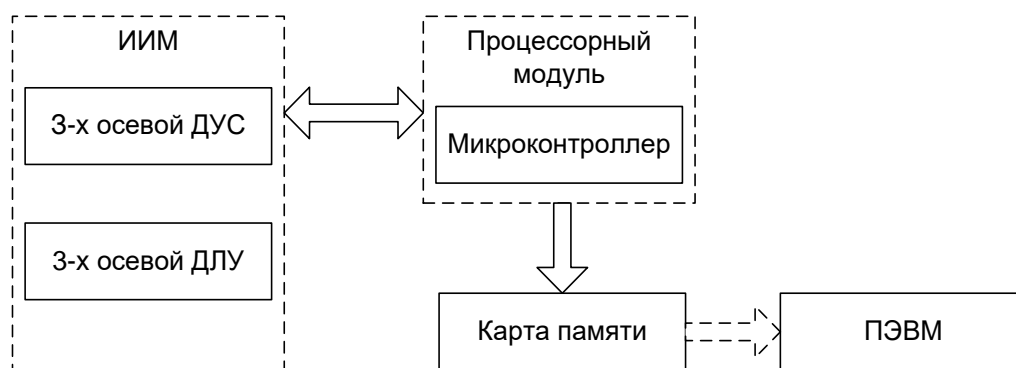 ИИМ
3-х осевой ДУС
3-х осевой ДЛУ
Процессорный
модуль
Микроконтроллер
Карта памяти
ПЭВМ